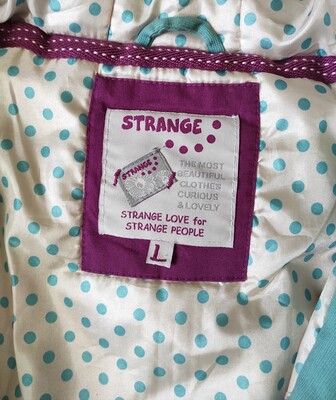 STRANGE
STRANGE
THE MOST
BEAUTIFUL
CLOTHES
CURIOUS
& LOVELY
STRANGE LOVE for
STRANGE PEOPLE
L